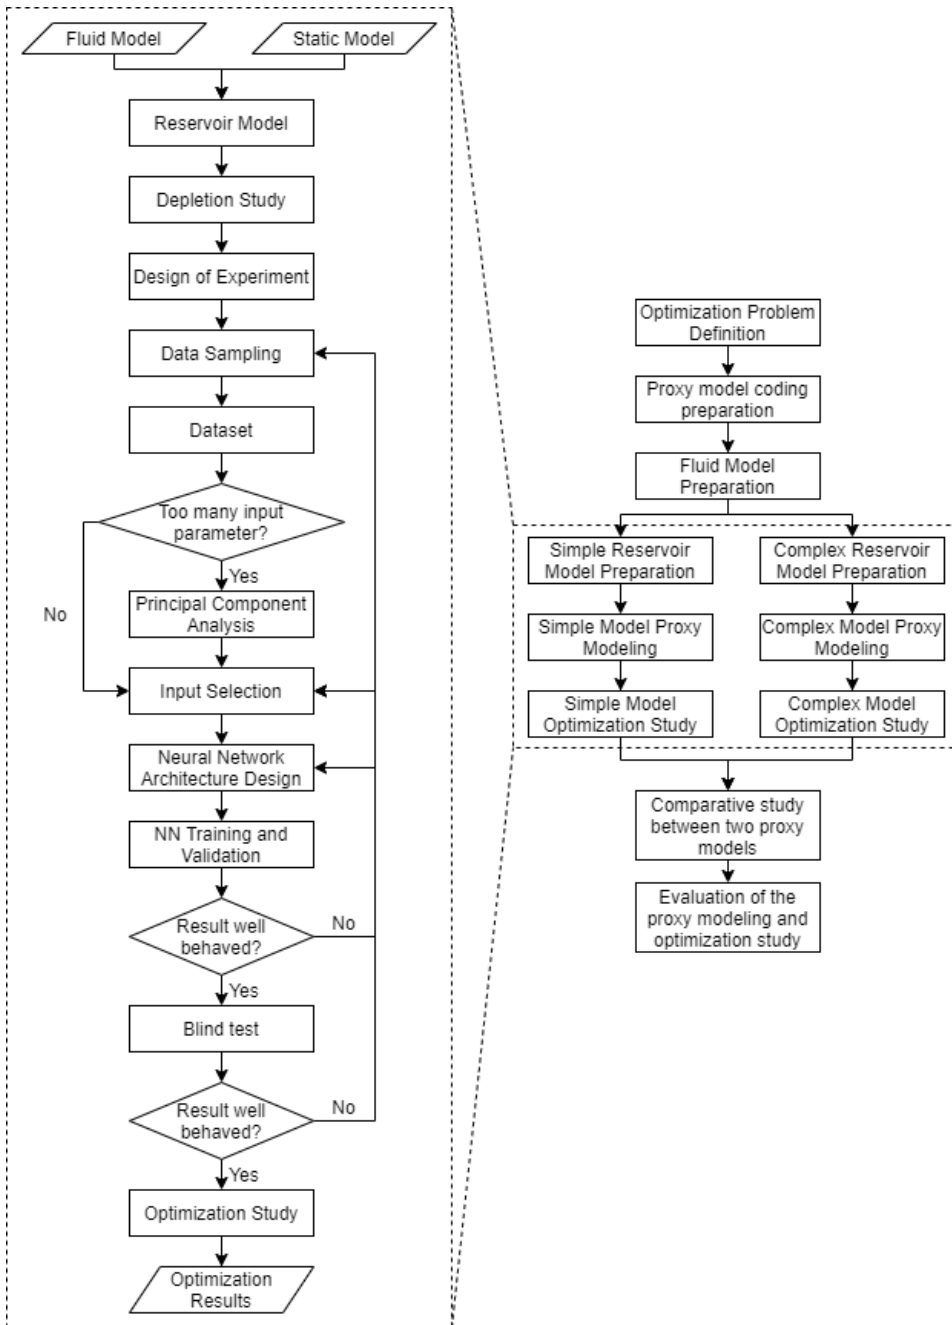 Fluid Model
Static Model
Reservoir Model
Depletion Study
Design of Experiment
Data Sampling
Dataset
Too many input
parameter?
Yes
No
Principal Component
Analysis
Input Selection
Neural Network
Architecture Design
NN Training and
Validation
Result well
behaved?
No
Yes
Blind test
Result well
behaved?
No
Yes
Optimization Study
Optimization
Results
Optimization Problem
Definition
Proxy model coding
preparation
Fluid Model
Preparation
Simple Reservoir
Model Preparation
Complex Reservoir
Model Preparation
Simple Model Proxy
Modeling
Complex Model Proxy
Modeling
Simple Model
Optimization Study
Complex Model
Optimization Study
Comparative study
between two proxy
models
Evaluation of the
proxy modeling and
optimization study